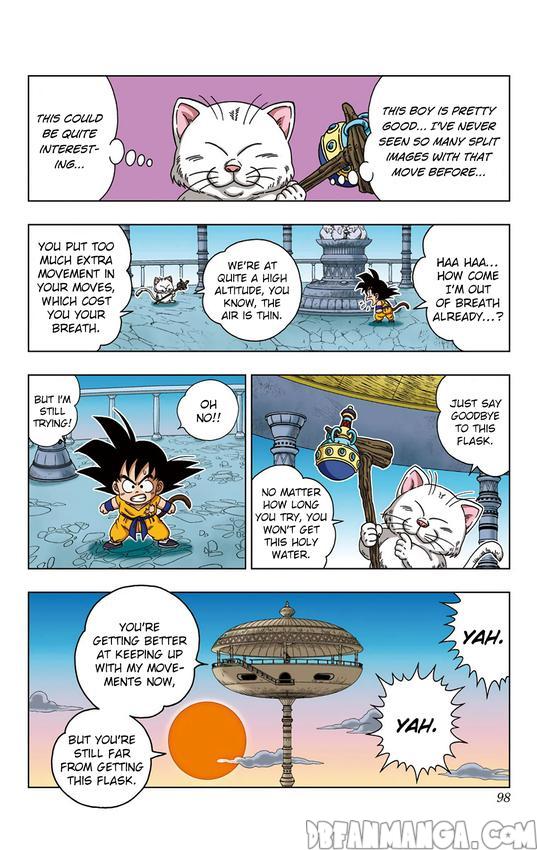 THIS BOY IS PRETTY
GOOD... I'VE NEVER
SEEN SO MANY SPLIT
IMAGES WITH THAT
MOVE BEFORE...
THIS COULD
BE QUITE
INTEREST-
ING...
HAA HAA...
HOW COME
I'M OUT
OF BREATH
ALREADY...?
WE'RE AT
QUITE A HIGH
ALTITUDE,
YOU KNOW, THE
AIR IS THIN.
YOU PUT TOO
MUCH EXTRA
MOVEMENT IN
YOUR MOVES,
WHICH COST
YOU YOUR
BREATH.
JUST SAY
GOODBYE
TO THIS
FLASK.
NO MATTER
HOW LONG
YOU TRY, YOU
WON'T GET
THIS HOLY
WATER.
OH
NO!!
BUT I'M
STILL
TRYING!
YAH.
YAH.
YOU'RE
GETTING BETTER
AT KEEPING UP
WITH MY MOVE-
MENTS NOW,
BUT YOU'RE
STILL FAR
FROM GETTING
THIS FLASK.
98
DBFANMANGA.COM